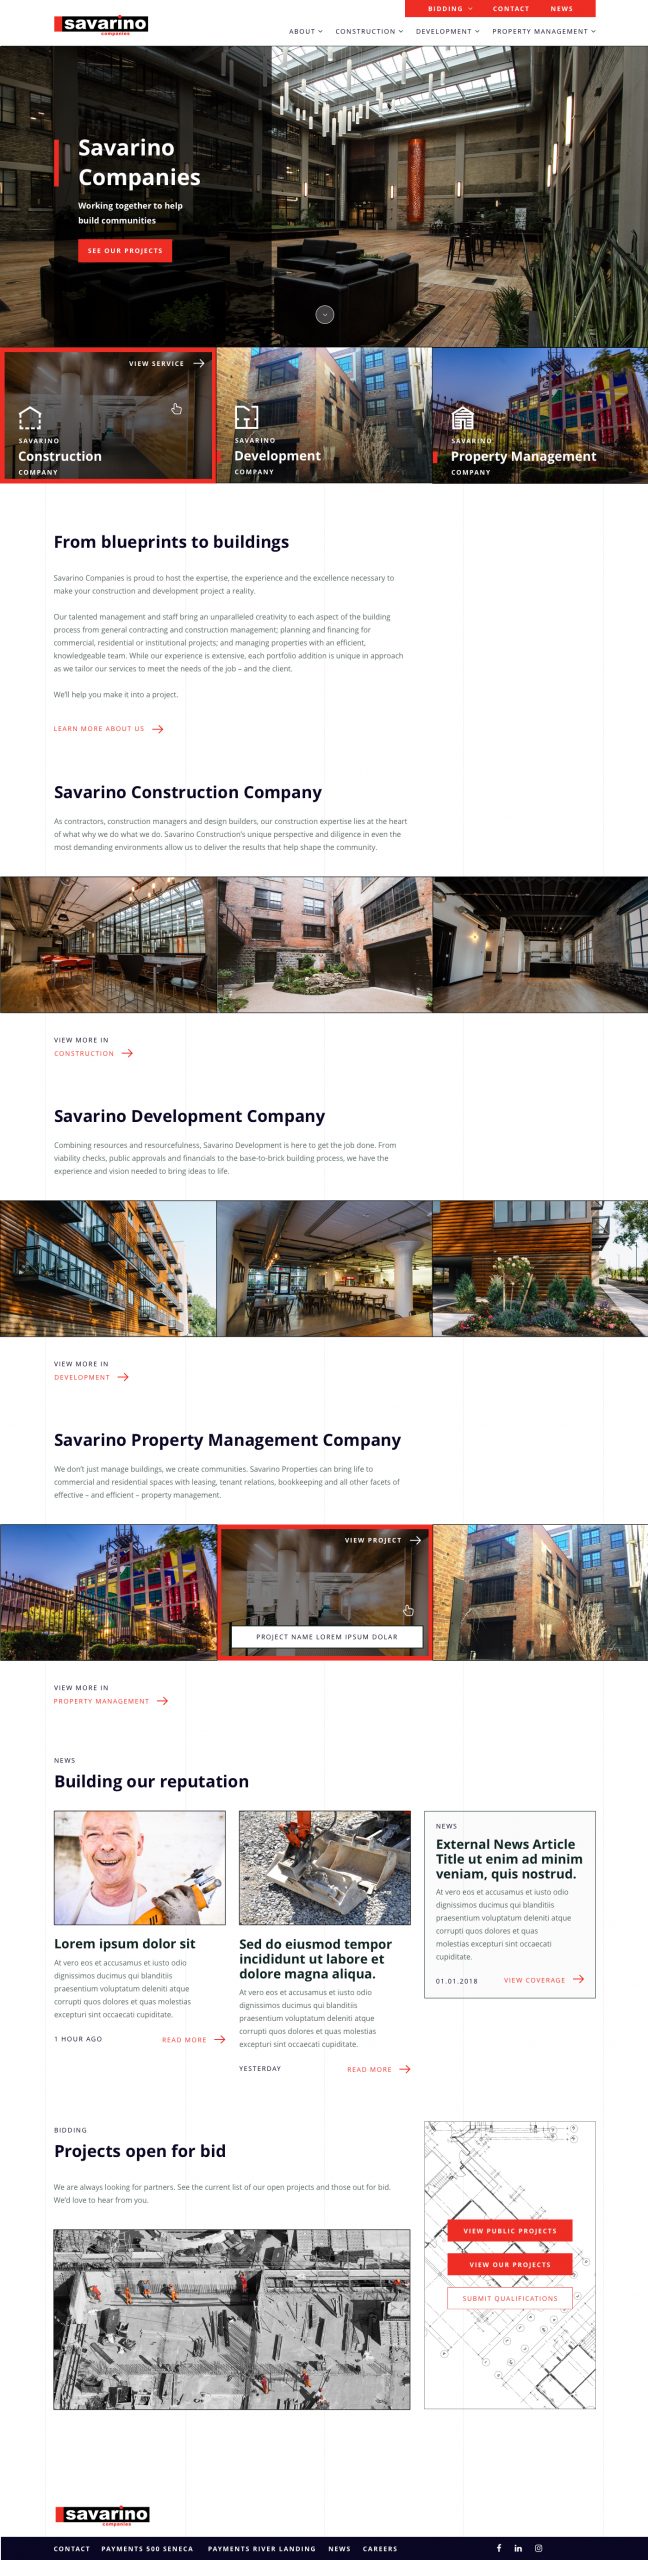 savarino
companies
BIDDING
CONTACT
NEWS
ABOUT
CONSTRUCTION
DEVELOPMENT
PROPERTY MANAGEMENT
Savarino
Companies
Working together to help
build communities
SEE OUR PROJECTS
VIEW SERVICE
SAVARINO
Construction
COMPANY
SAVARINO
Development
COMPANY
SAVARINO
Property Management
COMPANY
From blueprints to buildings
Savarino Companies is proud to host the expertise, the experience and the excellence necessary to
make your construction and development project a reality.
Our talented management and staff bring an unparalleled creativity to each aspect of the building
process from general contracting and construction management; planning and financing for
commercial, residential or institutional projects; and managing properties with an efficient,
knowledgeable team. While our experience is extensive, each portfolio addition is unique in approach
as we tailor our services to meet the needs of the job – and the client.
We'll help you make it into a project.
LEARN MORE ABOUT US
Savarino Construction Company
As contractors, construction managers and design builders, our construction expertise lies at the heart
of what why we do what we do. Savarino Construction's unique perspective and diligence in even the
most demanding environments allow us to deliver the results that help shape the community.
VIEW MORE IN
CONSTRUCTION
Savarino Development Company
Combining resources and resourcefulness, Savarino Development is here to get the job done. From
viability checks, public approvals and financials to the base-to-brick building process, we have the
experience and vision needed to bring ideas to life.
VIEW MORE IN
DEVELOPMENT
Savarino Property Management Company
We don't just manage buildings, we create communities. Savarino Properties can bring life to
commercial and residential spaces with leasing, tenant relations, bookkeeping and all other facets of
effective – and efficient – property management.
VIEW PROJECT
PROJECT NAME LOREM IPSUM DOLAR
VIEW MORE IN
PROPERTY MANAGEMENT
NEWS
Building our reputation
Lorem ipsum dolor sit
At vero eos et accusamus et iusto odio
dignissimos ducimus qui blanditiis
praesentium voluptatum deleniti atque
corrupti quos dolores et quas molestias
excepturi sint occaecati cupiditate.
1 HOUR AGO
READ MORE
Sed do eiusmod tempor
incididunt ut labore et
dolore magna aliqua.
At vero eos et accusamus et iusto odio
dignissimos ducimus qui blanditiis
praesentium voluptatum deleniti atque
corrupti quos dolores et quas molestias
excepturi sint occaecati cupiditate.
YESTERDAY
READ MORE
NEWS
External News Article
Title ut enim ad minim
veniam, quis nostrud.
At vero eos et accusamus et iusto odio
dignissimos ducimus qui blanditiis
praesentium voluptatum deleniti atque
corrupti quos dolores et quas
molestias excepturi sint occaecati
cupiditate.
01.01.2018
VIEW COVERAGE
BIDDING
Projects open for bid
We are always looking for partners. See the current list of our open projects and those out for bid.
We'd love to hear from you.
VIEW PUBLIC PROJECTS
VIEW OUR PROJECTS
SUBMIT QUALIFICATIONS
savarino
companies
CONTACT
PAYMENTS 500 SENECA
PAYMENTS RIVER LANDING
NEWS
CAREERS